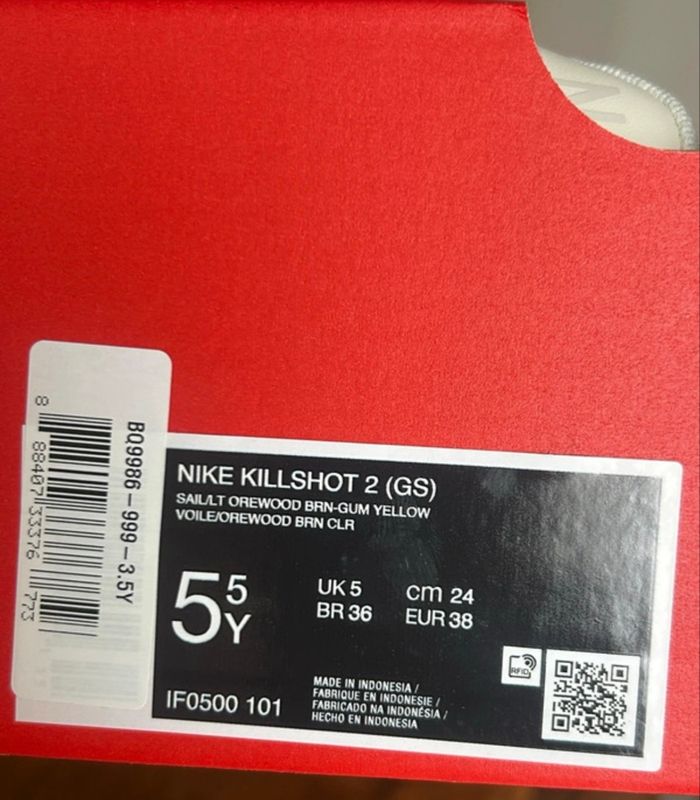 8 88407 33376 773
BQ9986-999-3.5Y
NIKE KILLSHOT 2 (GS)
SAIL/LT OREWOOD BRN-GUM YELLOW
VOILE/OREWOOD BRN CLR
5 5Y
UK 5 cm 24
BR 36 EUR 38
IF0500 101
MADE IN INDONESIA /
FABRIQUE EN INDONESIE /
FABRICADO NA INDONÉSIA /
HECHO EN INDONESIA
RFID